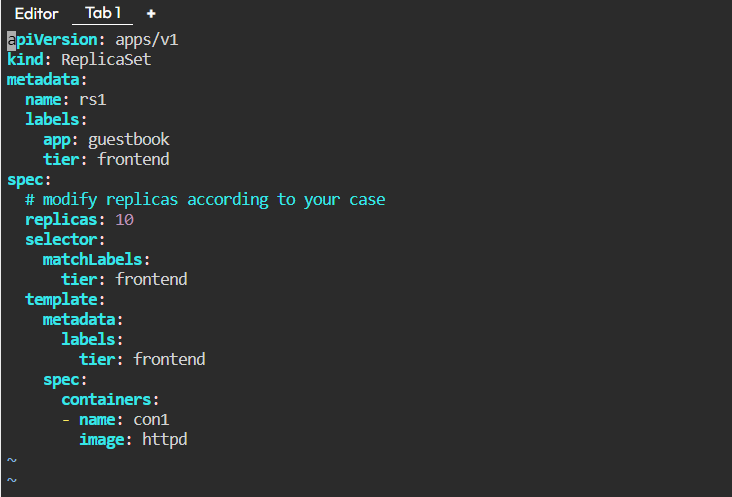 Editor Tab 1 +
apiVersion: apps/v1
kind: ReplicaSet
metadata:
  name: rs1
  labels:
    app: guestbook
    tier: frontend
spec:
  # modify replicas according to your case
  replicas: 10
  selector:
    matchLabels:
      tier: frontend
  template:
    metadata:
      labels:
        tier: frontend
    spec:
      containers:
      - name: con1
        image: httpd
~
~